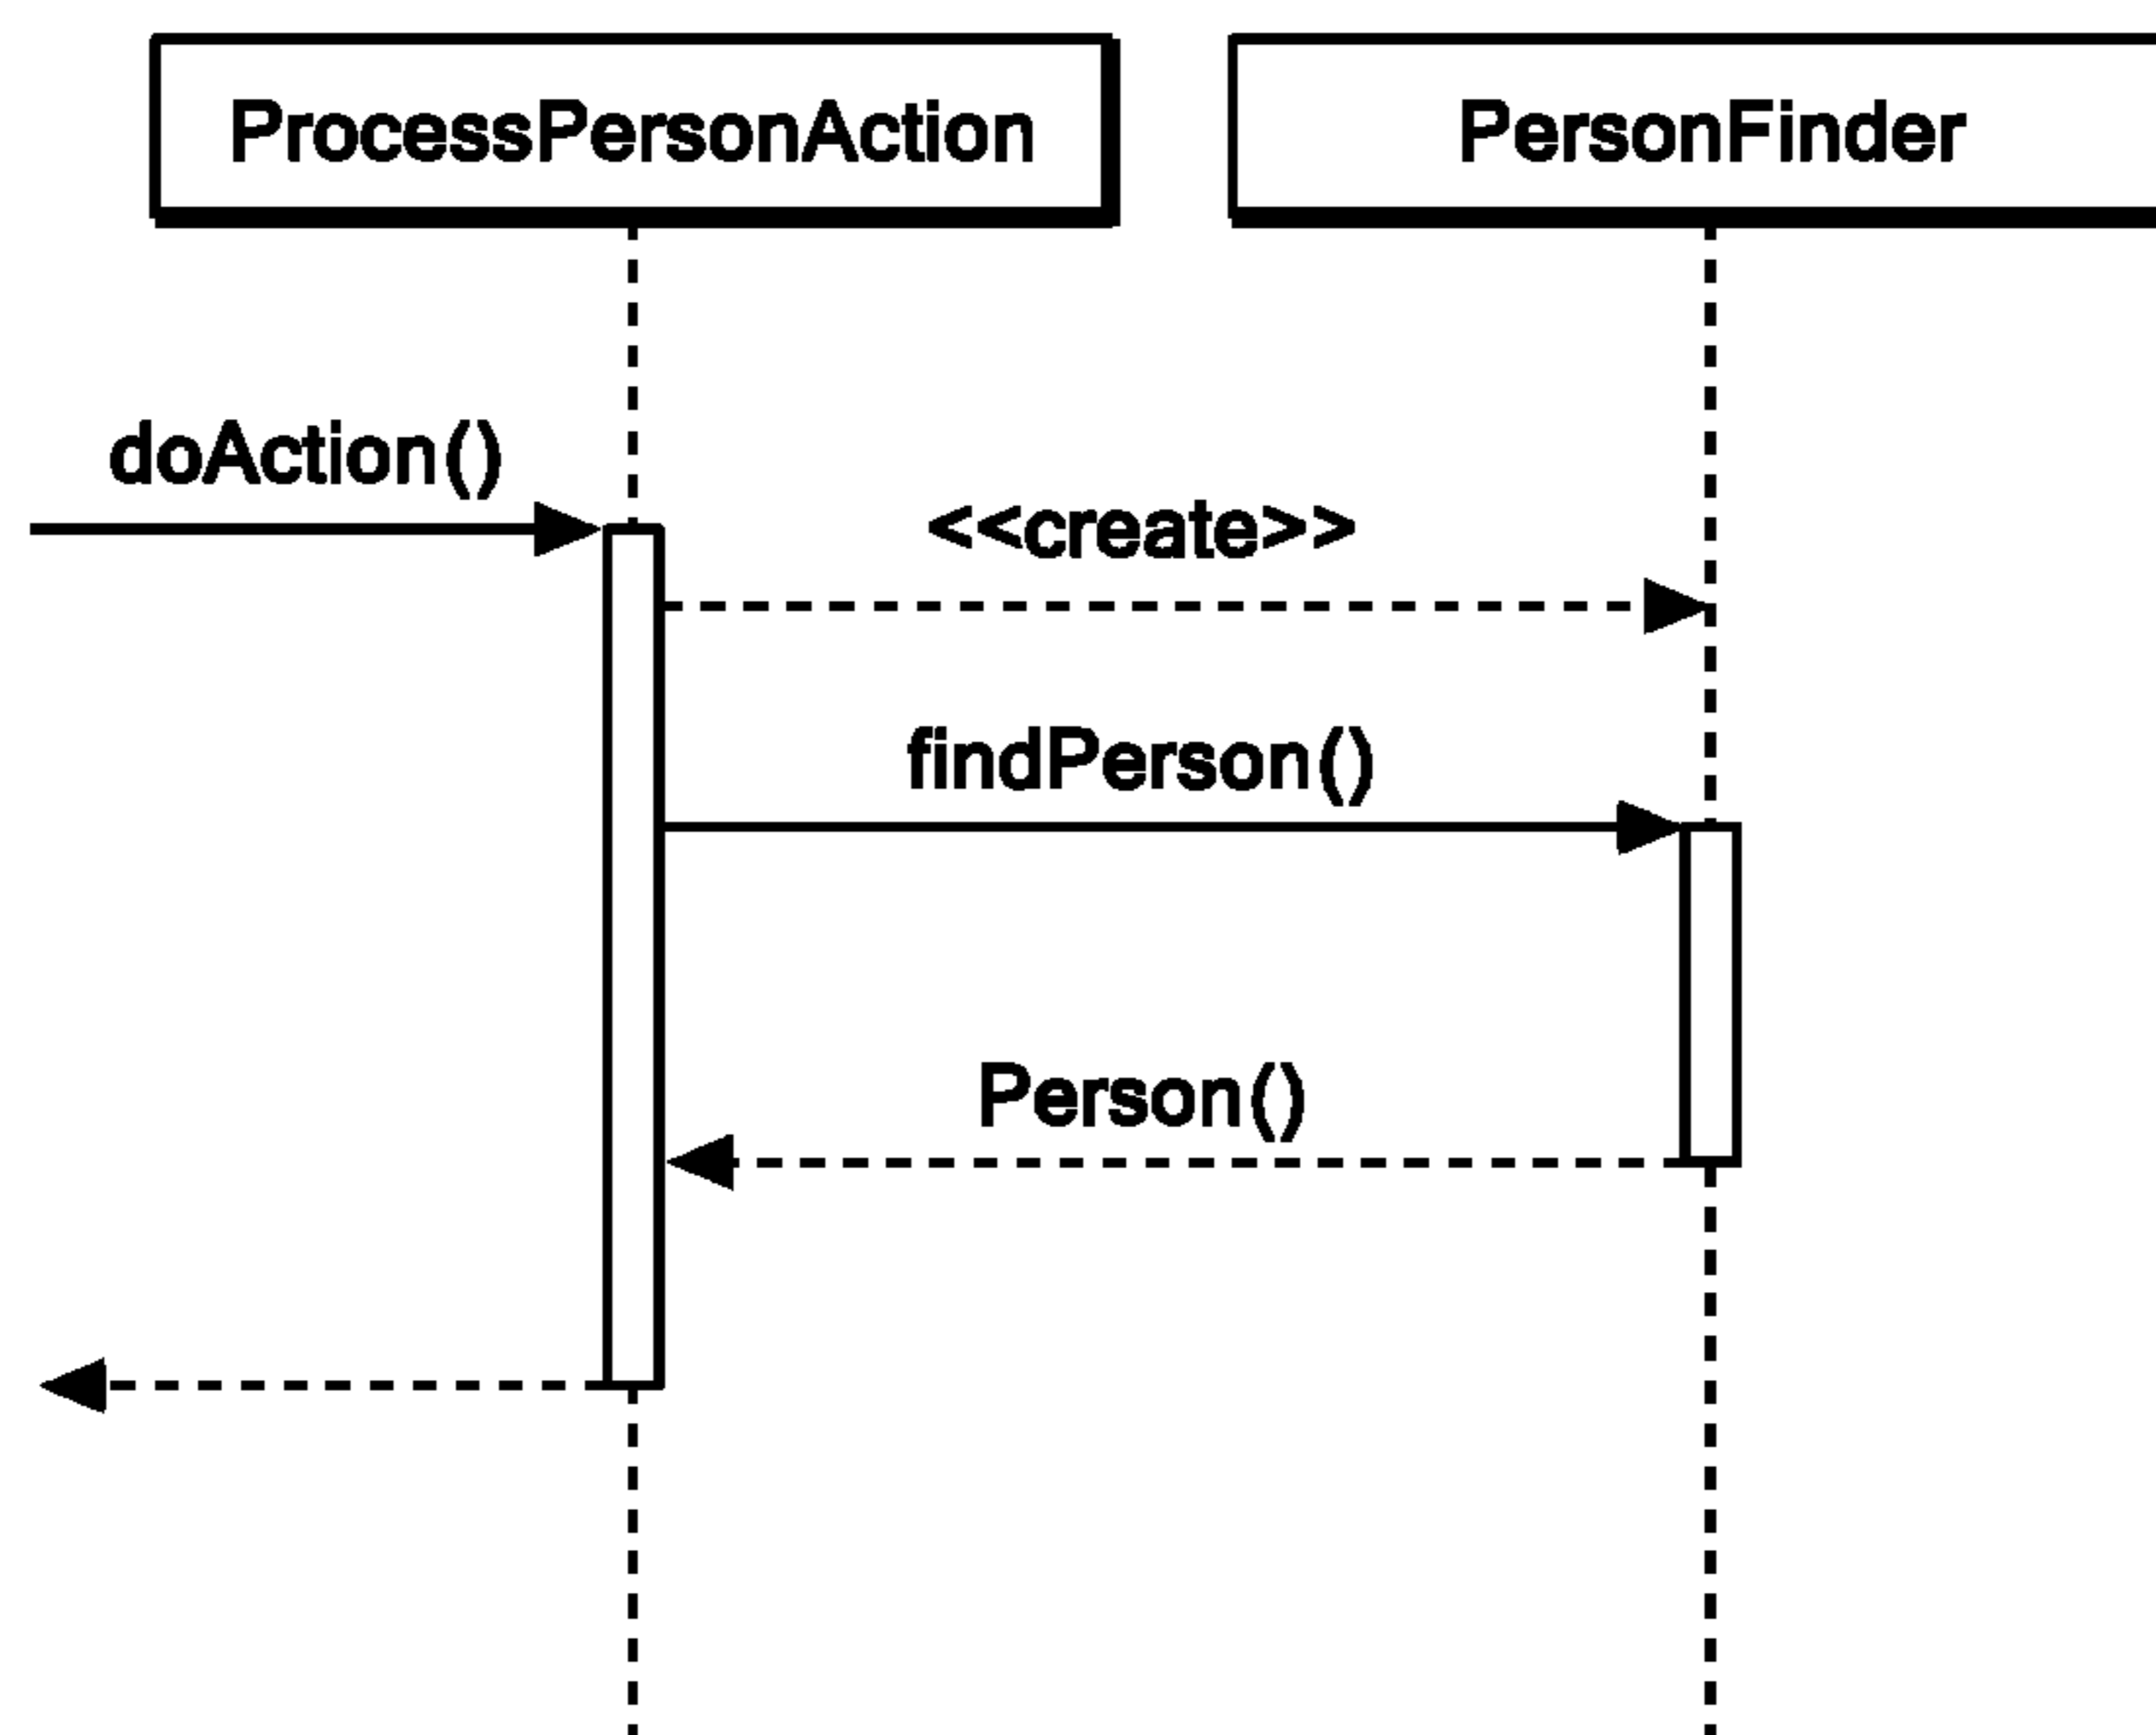 ProcessPersonAction
PersonFinder
doAction()
<<create>>
findPerson()
Person()